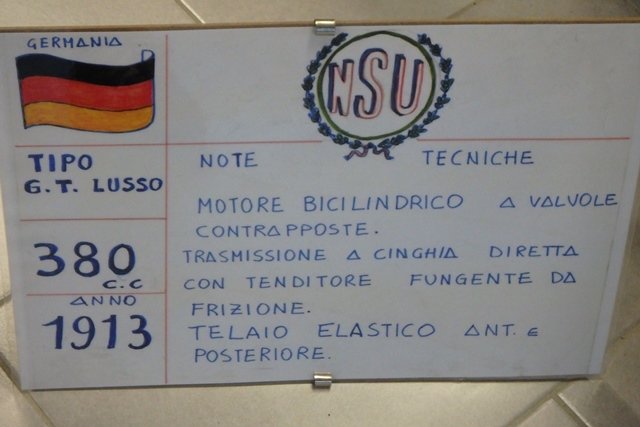 GERMANIA
NSU
TIPO
G.T. LUSSO
380
C.C
ANNO
1913
NOTE TECNICHE
MOTORE BICILINDRICO A VALVOLE
CONTRAPPOSTE.
TRASMISSIONE A CINGHIA DIRETTA
CON TENDITORE FUNGENTE DA
FRIZIONE.
TELAIO ELASTICO ANT. E
POSTERIORE.